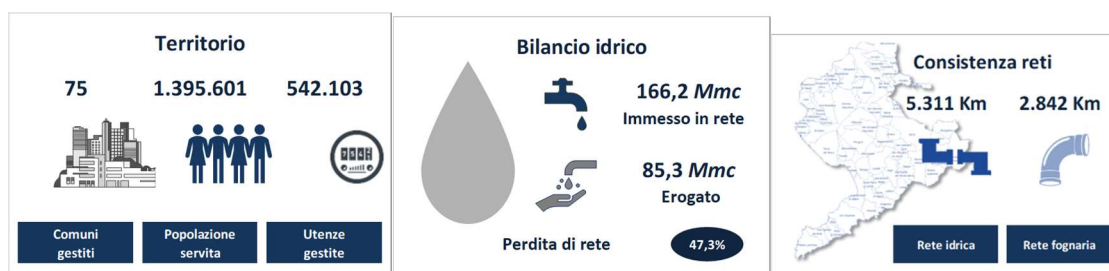 Territorio
75 1.395.601 542.103
Comuni gestiti
Popolazione servita
Utenze gestite
Bilancio idrico
166,2 Mmc
Immesso in rete
85,3 Mmc
Erogato
Perdita di rete 47,3%
Consistenza reti
5.311 Km 2.842 Km
Rete idrica Rete fognaria